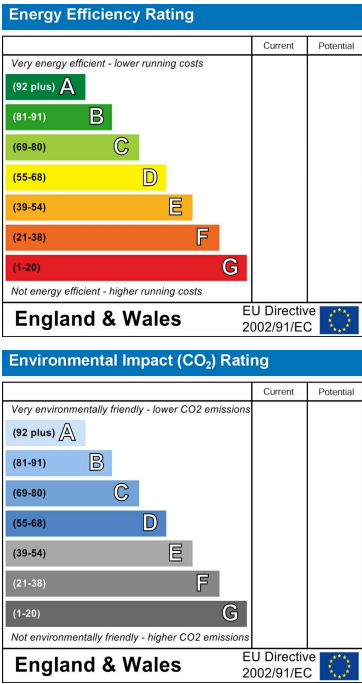 Energy Efficiency Rating
Current Potential
Very energy efficient - lower running costs
(92 plus) A
(81-91) B
(69-80) C
(55-68) D
(39-54) E
(21-38) F
(1-20) G
Not energy efficient - higher running costs
England & Wales
EU Directive
2002/91/EC
Environmental Impact (CO₂) Rating
Current Potential
Very environmentally friendly - lower CO2 emissions
(92 plus) A
(81-91) B
(69-80) C
(55-68) D
(39-54) E
(21-38) F
(1-20) G
Not environmentally friendly - higher CO2 emissions
England & Wales
EU Directive
2002/91/EC